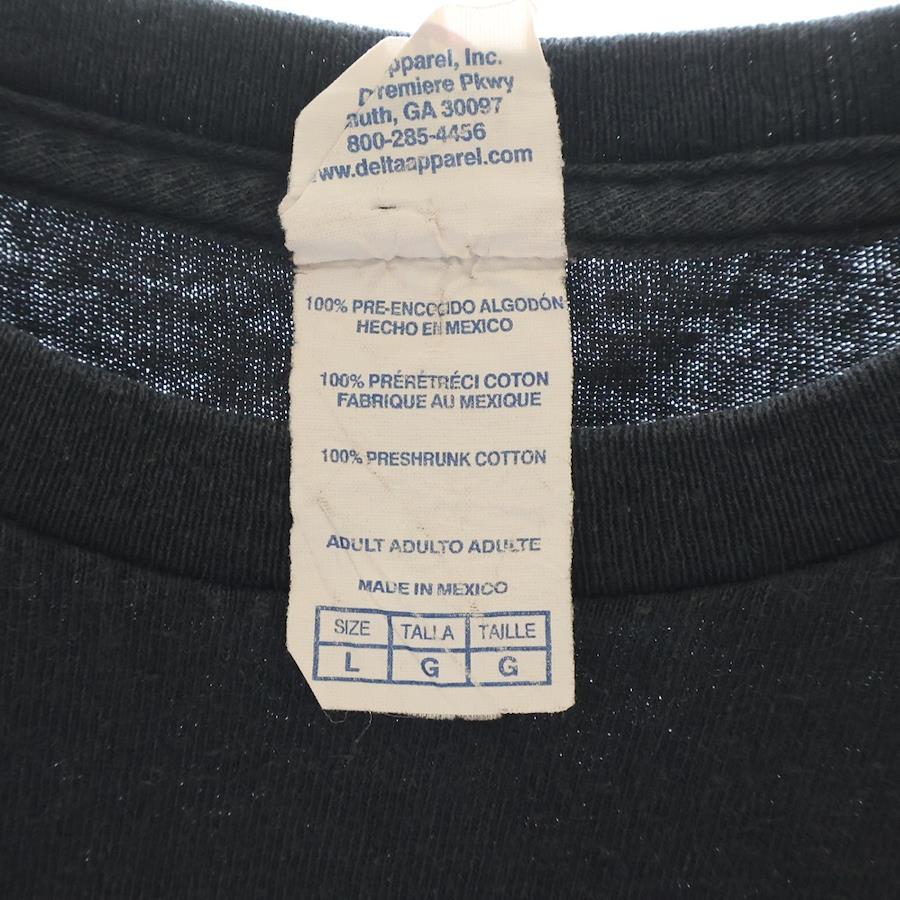 pparel, Inc.
Premiere Pkwy
uth, GA 30097
800-285-4456
www.deltaapparel.com
100% PRE-ENCOGIDO ALGODÓN
HECHO EN MEXICO
100% PRÉRÉTRÉCI COTON
FABRIQUE AU MEXIQUE
100% PRESHRUNK COTTON
ADULT ADULTO ADULTE
MADE IN MEXICO
SIZE TALLA TAILLE
L G G